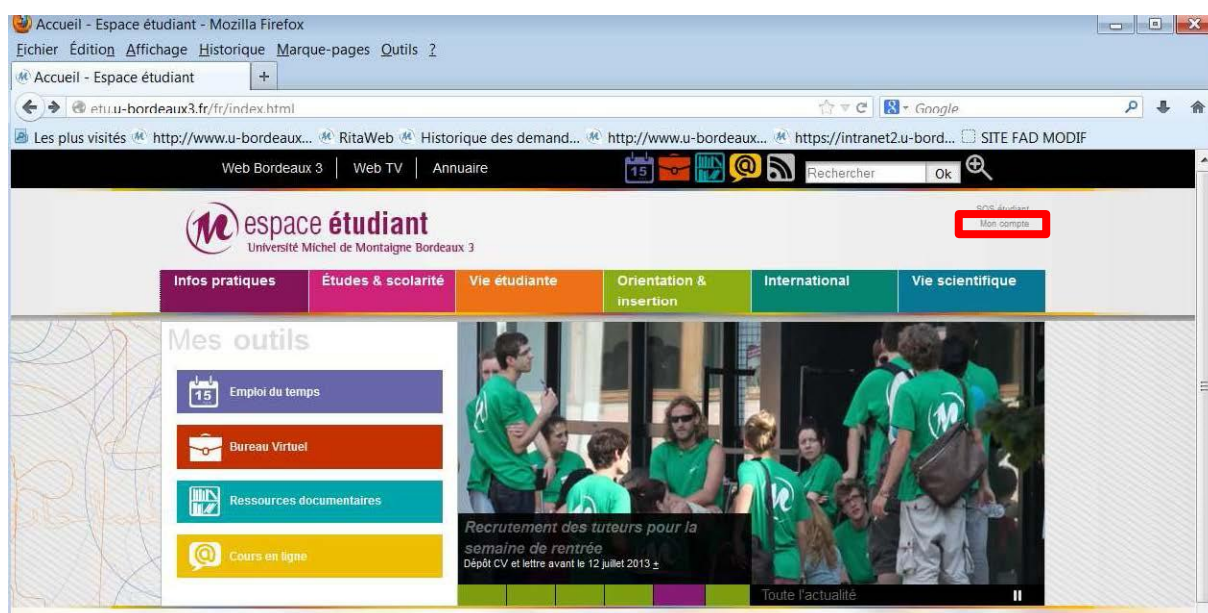 Accueil - Espace étudiant - Mozilla Firefox
Fichier Édition Affichage Historique Marque-pages Outils ?
Accueil - Espace étudiant +
etu.u-bordeaux3.fr/fr/index.html Google
Les plus visités http://www.u-bordeaux... RitaWeb Historique des demand... http://www.u-bordeaux... https://intranet2.u-bord... SITE FAD MODIF
Web Bordeaux 3 Web TV Annuaire 15 Rechercher Ok
SOS étudiant
Mon compte
espace étudiant
Université Michel de Montaigne Bordeaux 3
Infos pratiques Études & scolarité Vie étudiante Orientation & insertion International Vie scientifique
Mes outils
15 Emploi du temps
Bureau Virtuel
Ressources documentaires
Cours en ligne
Recrutement des tuteurs pour la
semaine de rentrée
Dépôt CV et lettre avant le 12 juillet 2013 +
Toute l'actualité